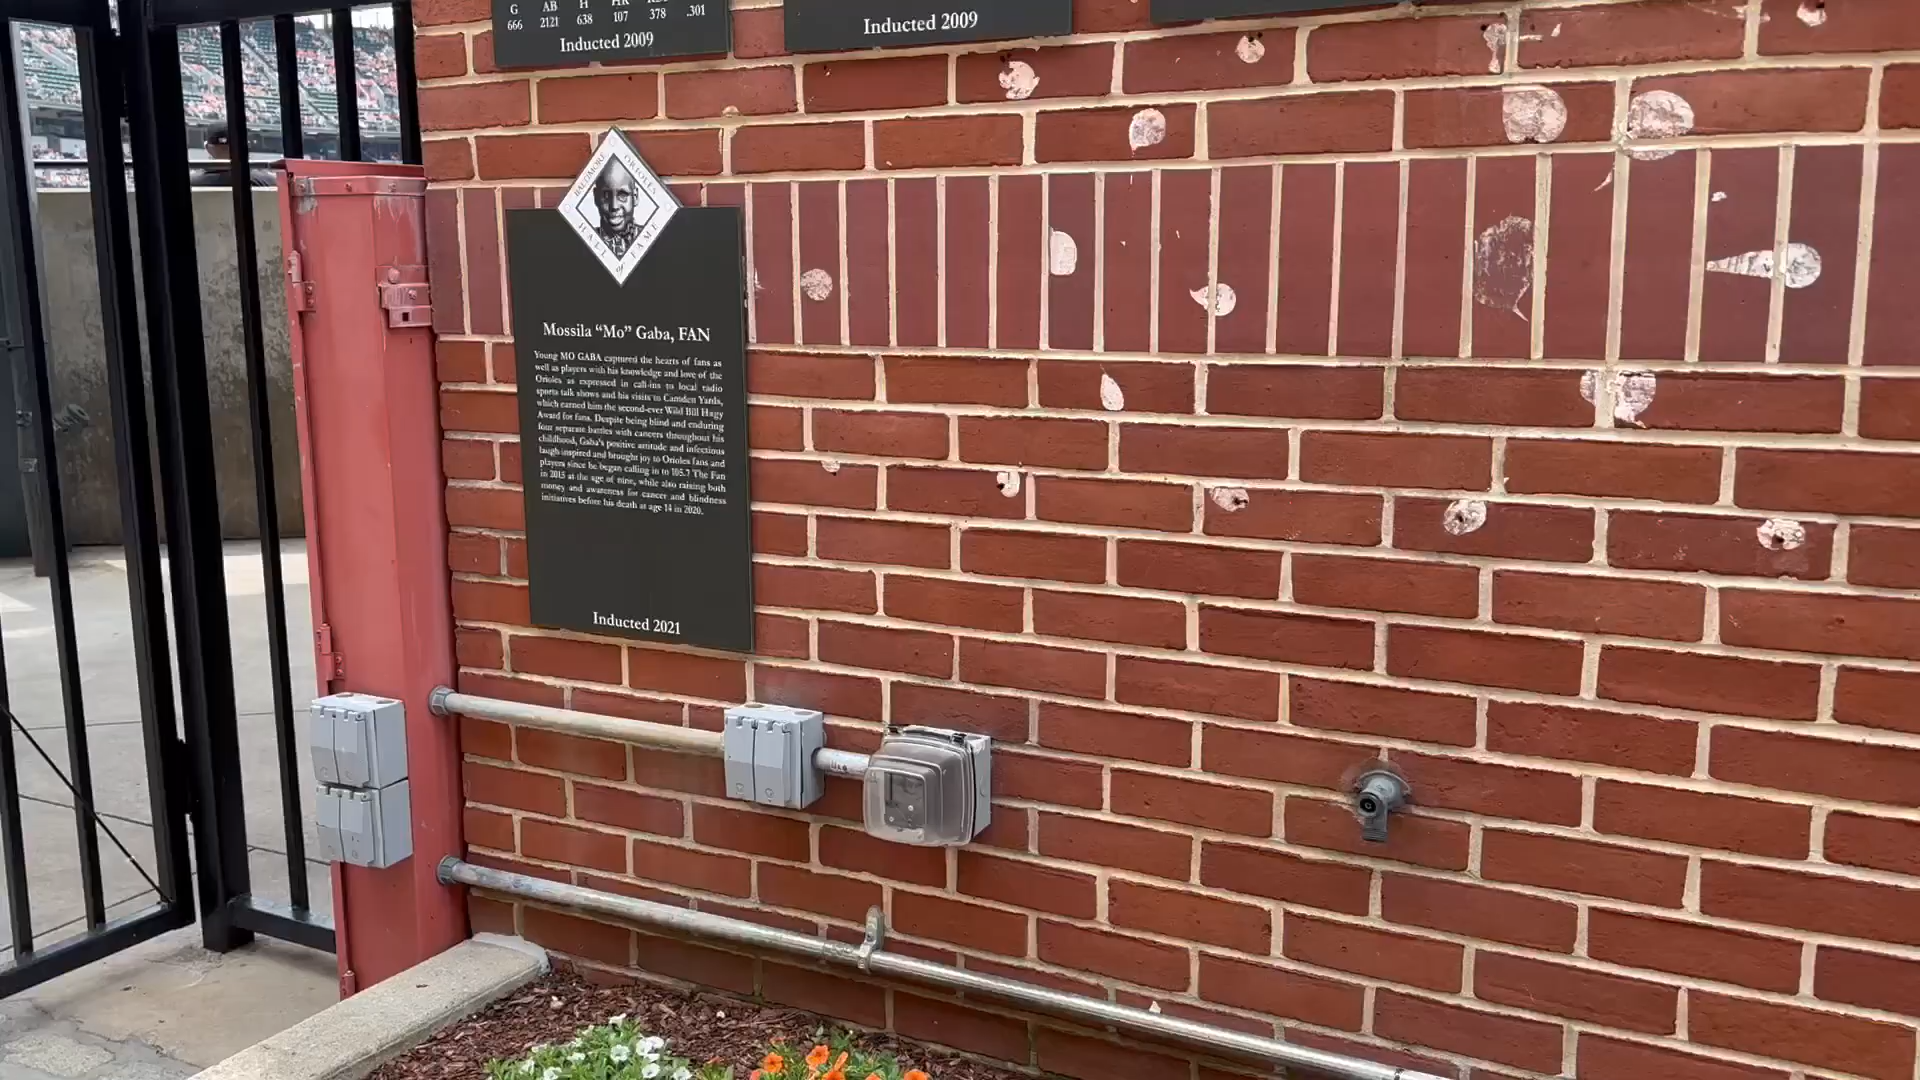 G AB H HR
666 2121 638 107 378 .301
Inducted 2009
Inducted 2009
BALTIMORE ORIOLES
HALL of FAME
Mossila “Mo” Gaba, FAN
Young MO GABA captured the hearts of fans as
well as players with his knowledge and love of the
Orioles as expressed in call-ins to local radio
sports talk shows and his visits to Camden Yards,
which earned him the second-ever Wild Bill Hagy
Award for fans. Despite being blind and enduring
four separate battles with cancers throughout his
childhood, Gaba's positive attitude and infectious
laugh inspired and brought joy to Orioles fans and
players since he began calling in to 105.7 The Fan
in 2015 at the age of nine, while also raising both
money and awareness for cancer and blindness
initiatives before his death at age 14 in 2020.
Inducted 2021